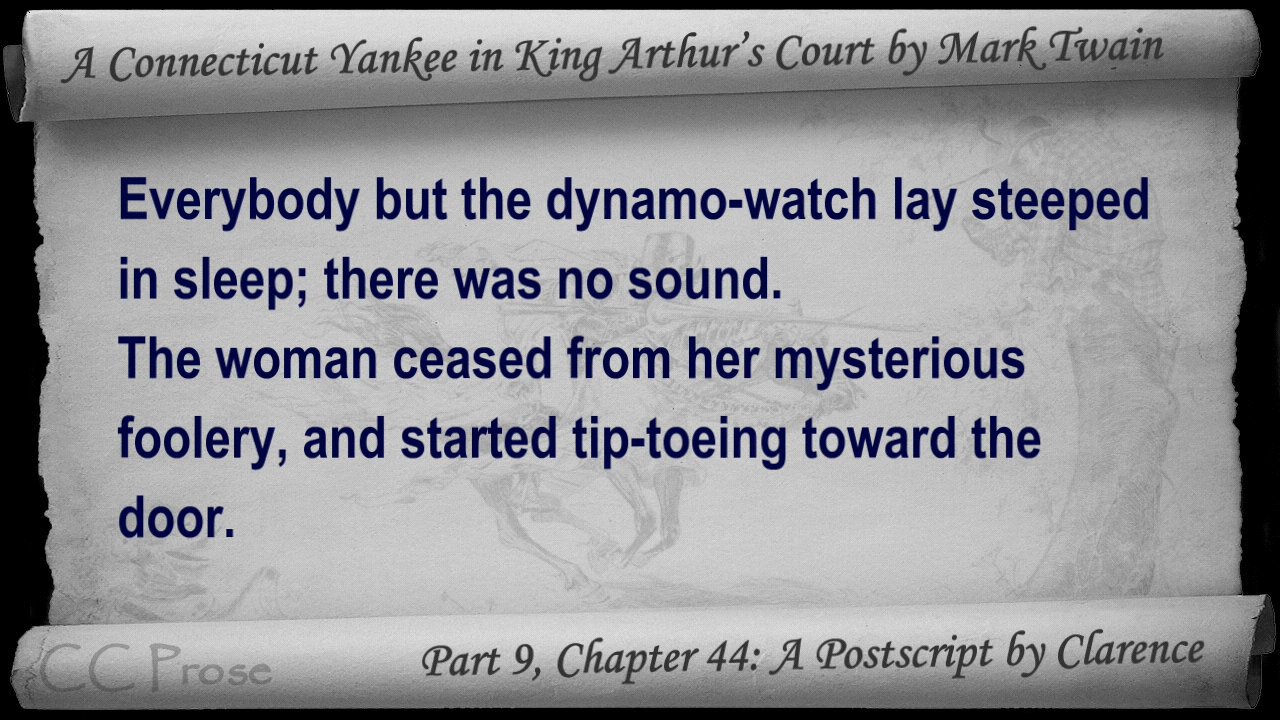 A Connecticut Yankee in King Arthur's Court by Mark Twain
Everybody but the dynamo-watch lay steeped
in sleep; there was no sound.
The woman ceased from her mysterious
foolery, and started tip-toeing toward the
door.
CC Prose
Part 9, Chapter 44: A Postscript by Clarence